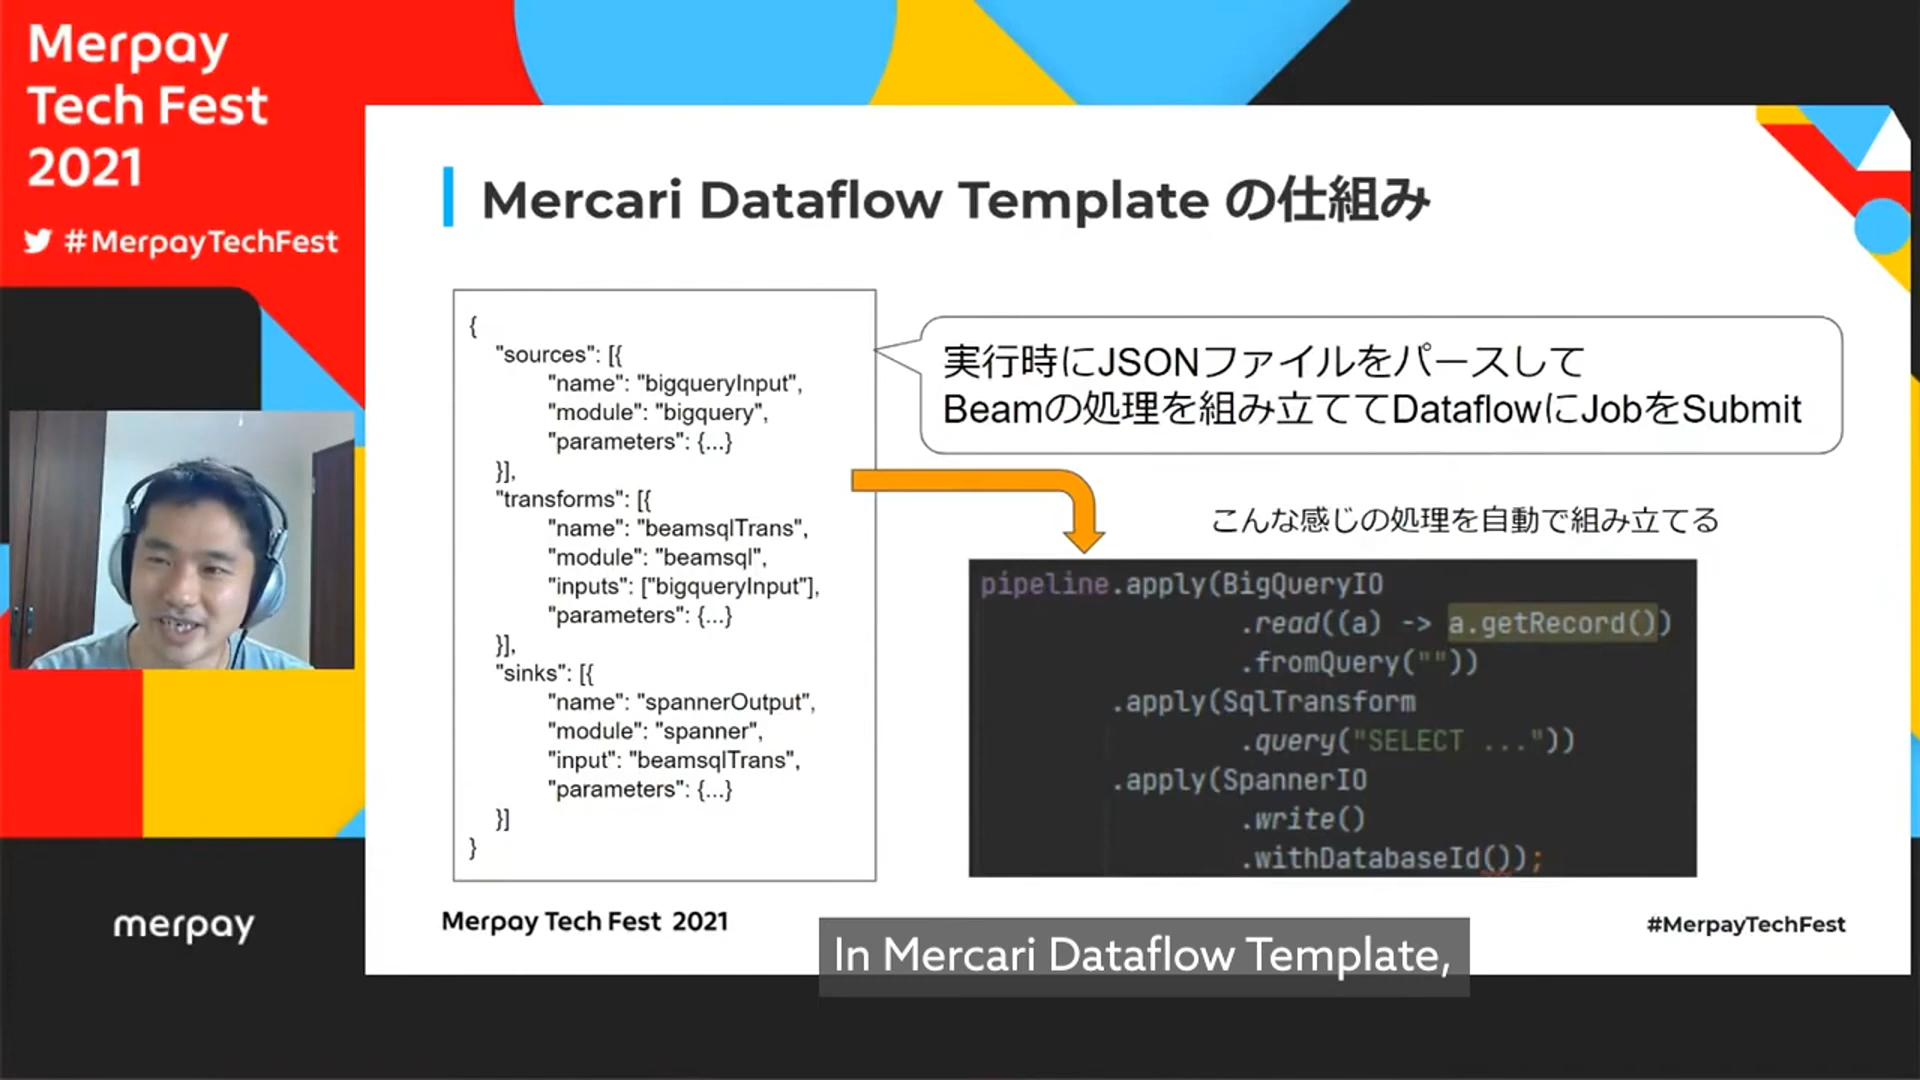 Merpay
Tech Fest
2021
#MerpayTechFest
Mercari Dataflow Template の仕組み
{
"sources": [{
"name": "bigqueryInput",
"module": "bigquery",
"parameters": {...}
}],
"transforms": [{
"name": "beamsqlTrans",
"module": "beamsql",
"inputs": ["bigqueryInput"],
"parameters": {...}
}],
"sinks": [{
"name": "spannerOutput",
"module": "spanner",
"input": "beamsqlTrans",
"parameters": {...}
}]
}
実行時にJSONファイルをパースして
Beamの処理を組み立ててDataflowにJobをSubmit
こんな感じの処理を自動で組み立てる
pipeline.apply(BigQueryIO
.read((a) -> a.getRecord())
.fromQuery(""))
.apply(SqlTransform
.query("SELECT ..."))
.apply(SpannerIO
.write()
.withDatabaseId());
merpay
Merpay Tech Fest 2021
#MerpayTechFest
In Mercari Dataflow Template,